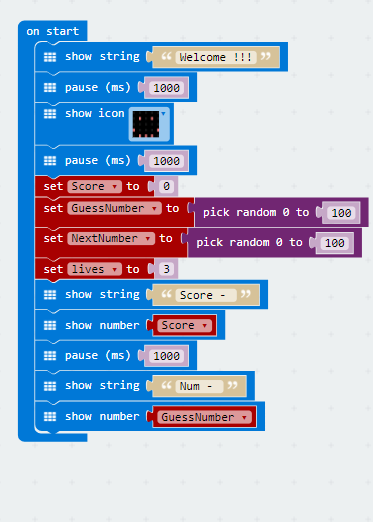 on start
show string “ Welcome !!! ”
pause (ms) 1000
show icon
pause (ms) 1000
set Score to 0
set GuessNumber to pick random 0 to 100
set NextNumber to pick random 0 to 100
set lives to 3
show string “ Score - ”
show number Score
pause (ms) 1000
show string “ Num - ”
show number GuessNumber